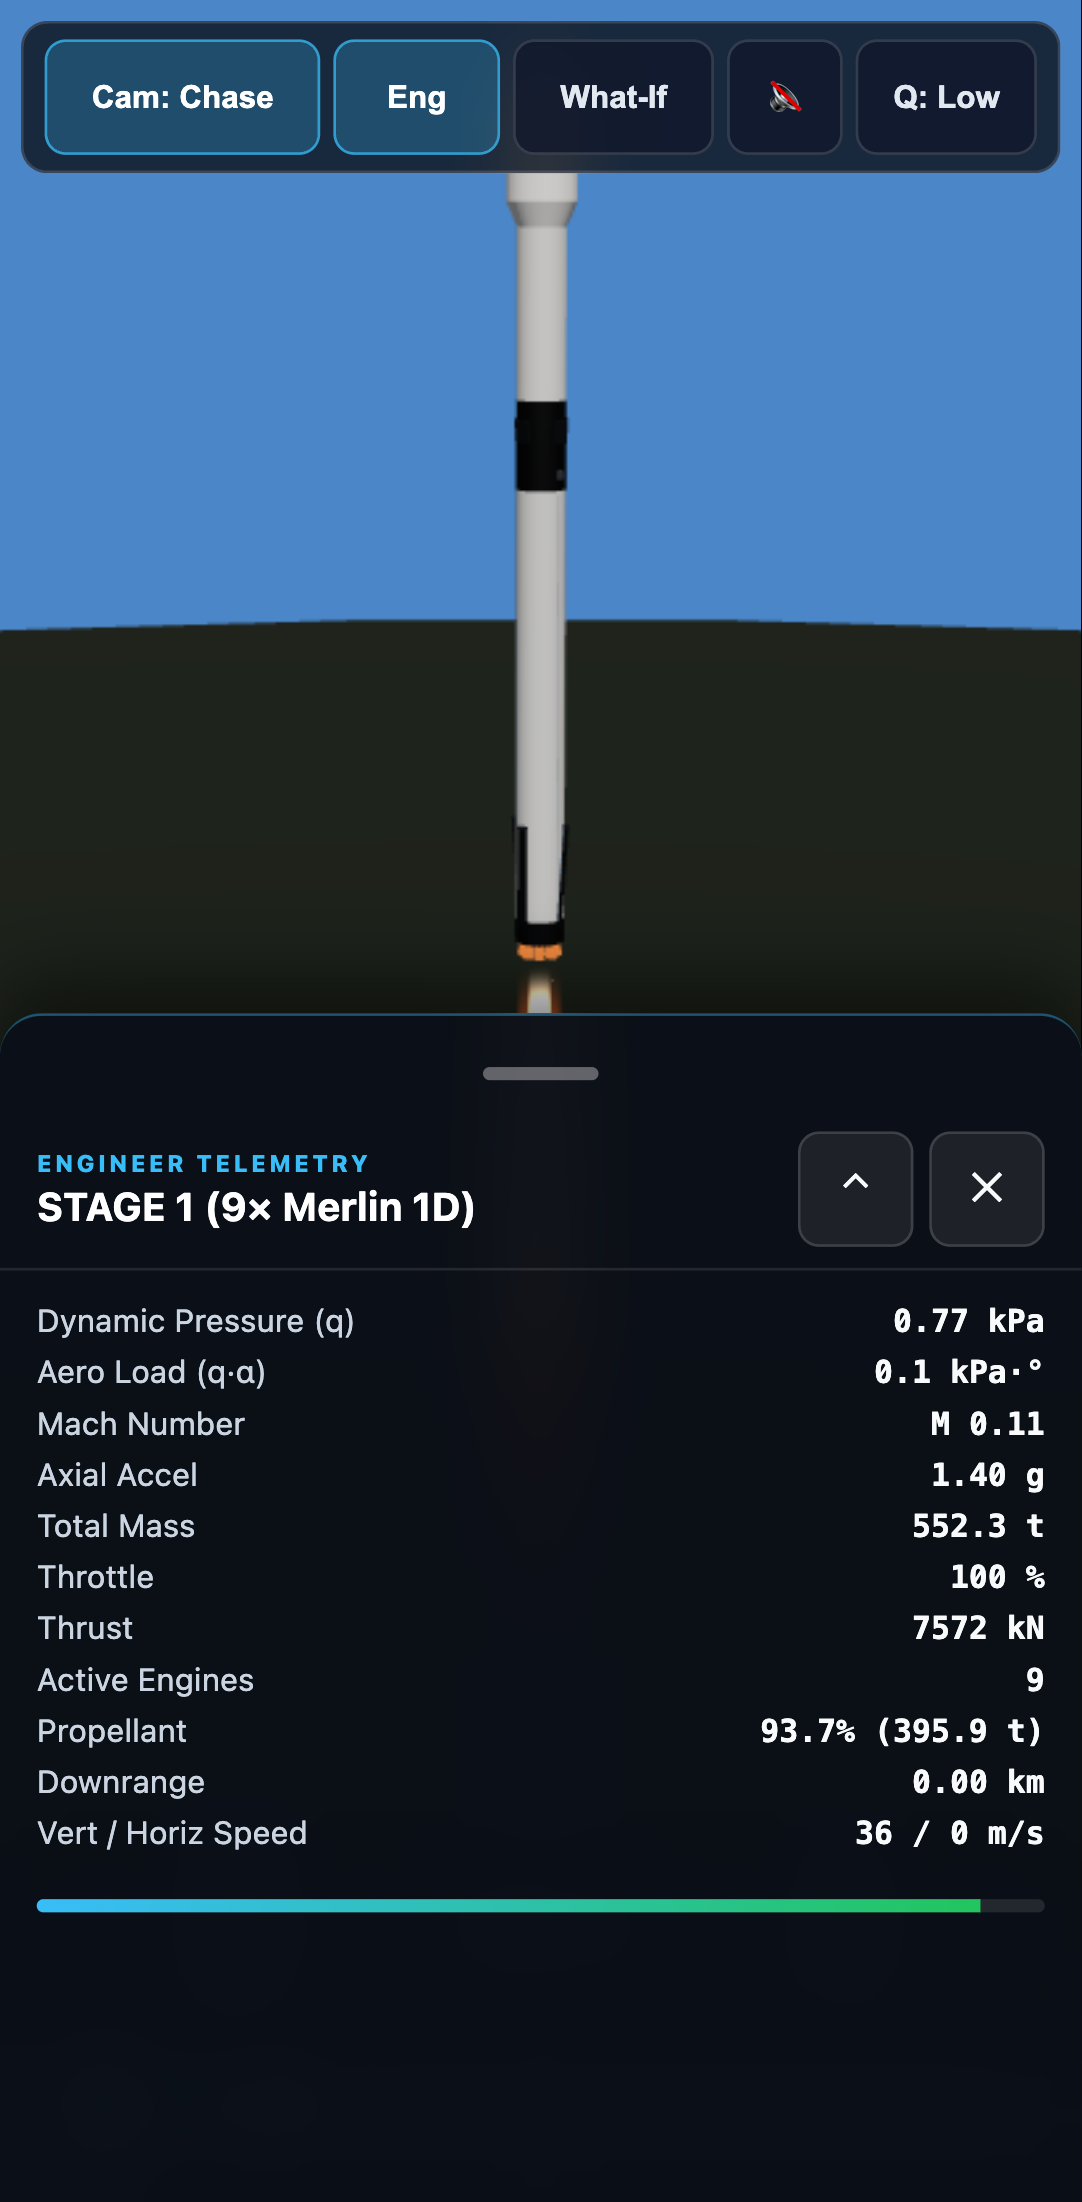 Cam: Chase Eng What-If Q: Low
ENGINEER TELEMETRY
STAGE 1 (9× Merlin 1D)
Dynamic Pressure (q) 0.77 kPa
Aero Load (q·α) 0.1 kPa·°
Mach Number M 0.11
Axial Accel 1.40 g
Total Mass 552.3 t
Throttle 100 %
Thrust 7572 kN
Active Engines 9
Propellant 93.7% (395.9 t)
Downrange 0.00 km
Vert / Horiz Speed 36 / 0 m/s